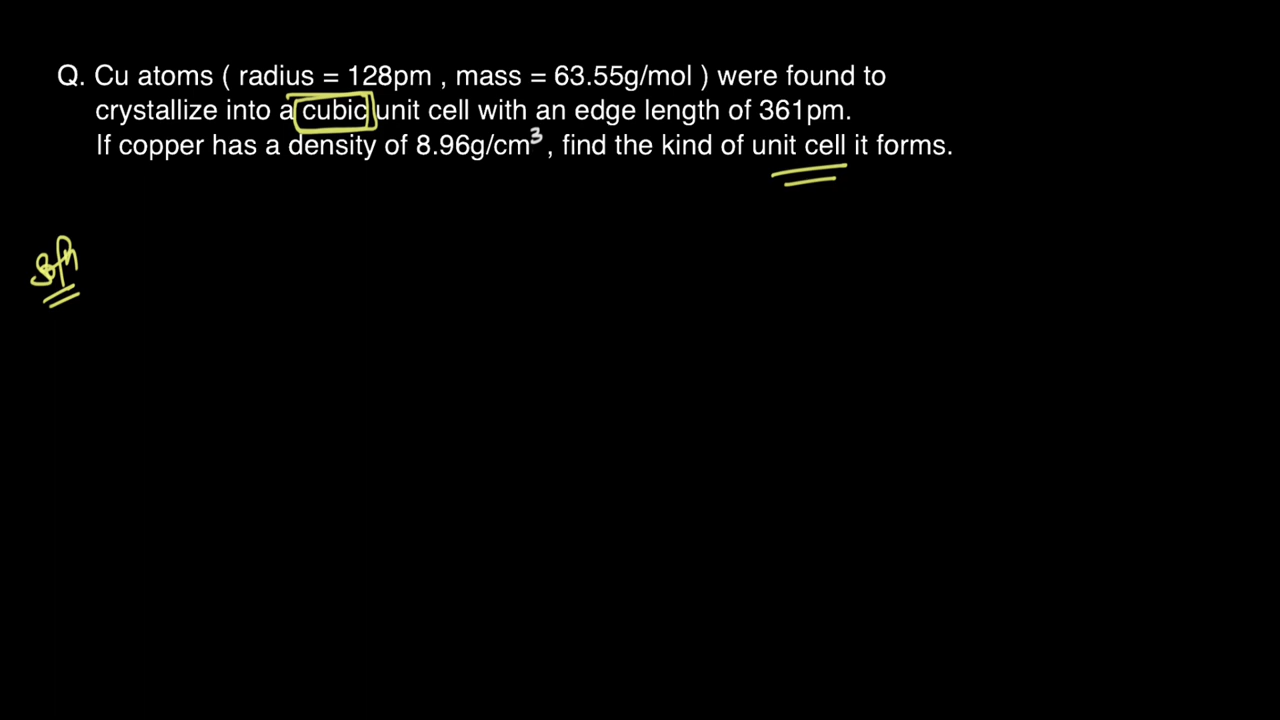 Q. Cu atoms ( radius = 128pm , mass = 63.55g/mol ) were found to
crystallize into a cubic unit cell with an edge length of 361pm.
If copper has a density of 8.96g/cm³ , find the kind of unit cell it forms.
Sol^n